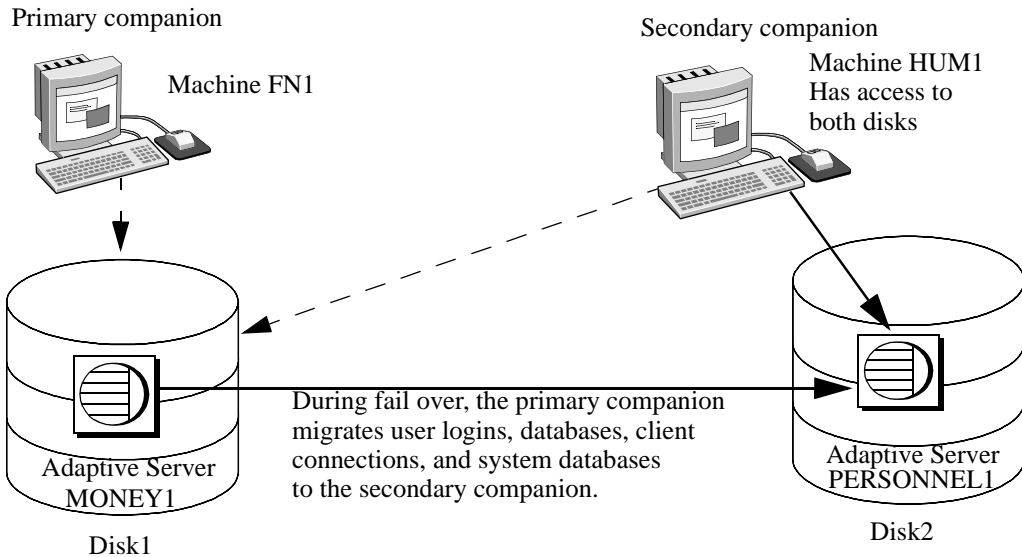 Primary companion
Machine FN1
Secondary companion
Machine HUM1
Has access to
both disks
During fail over, the primary companion
migrates user logins, databases, client
connections, and system databases
to the secondary companion.
Adaptive Server
MONEY1
Disk1
Adaptive Server
PERSONNEL1
Disk2